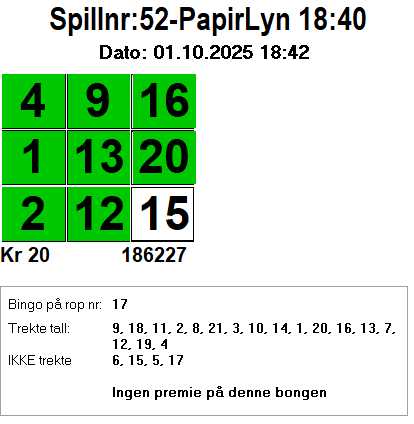 Spillnr:52-PapirLyn 18:40
Dato: 01.10.2025 18:42
4 9 16
1 13 20
2 12 15
Kr 20 186227
Bingo på rop nr: 17
Trekte tall: 9, 18, 11, 2, 8, 21, 3, 10, 14, 1, 20, 16, 13, 7,
12, 19, 4
IKKE trekte 6, 15, 5, 17
Ingen premie på denne bongen